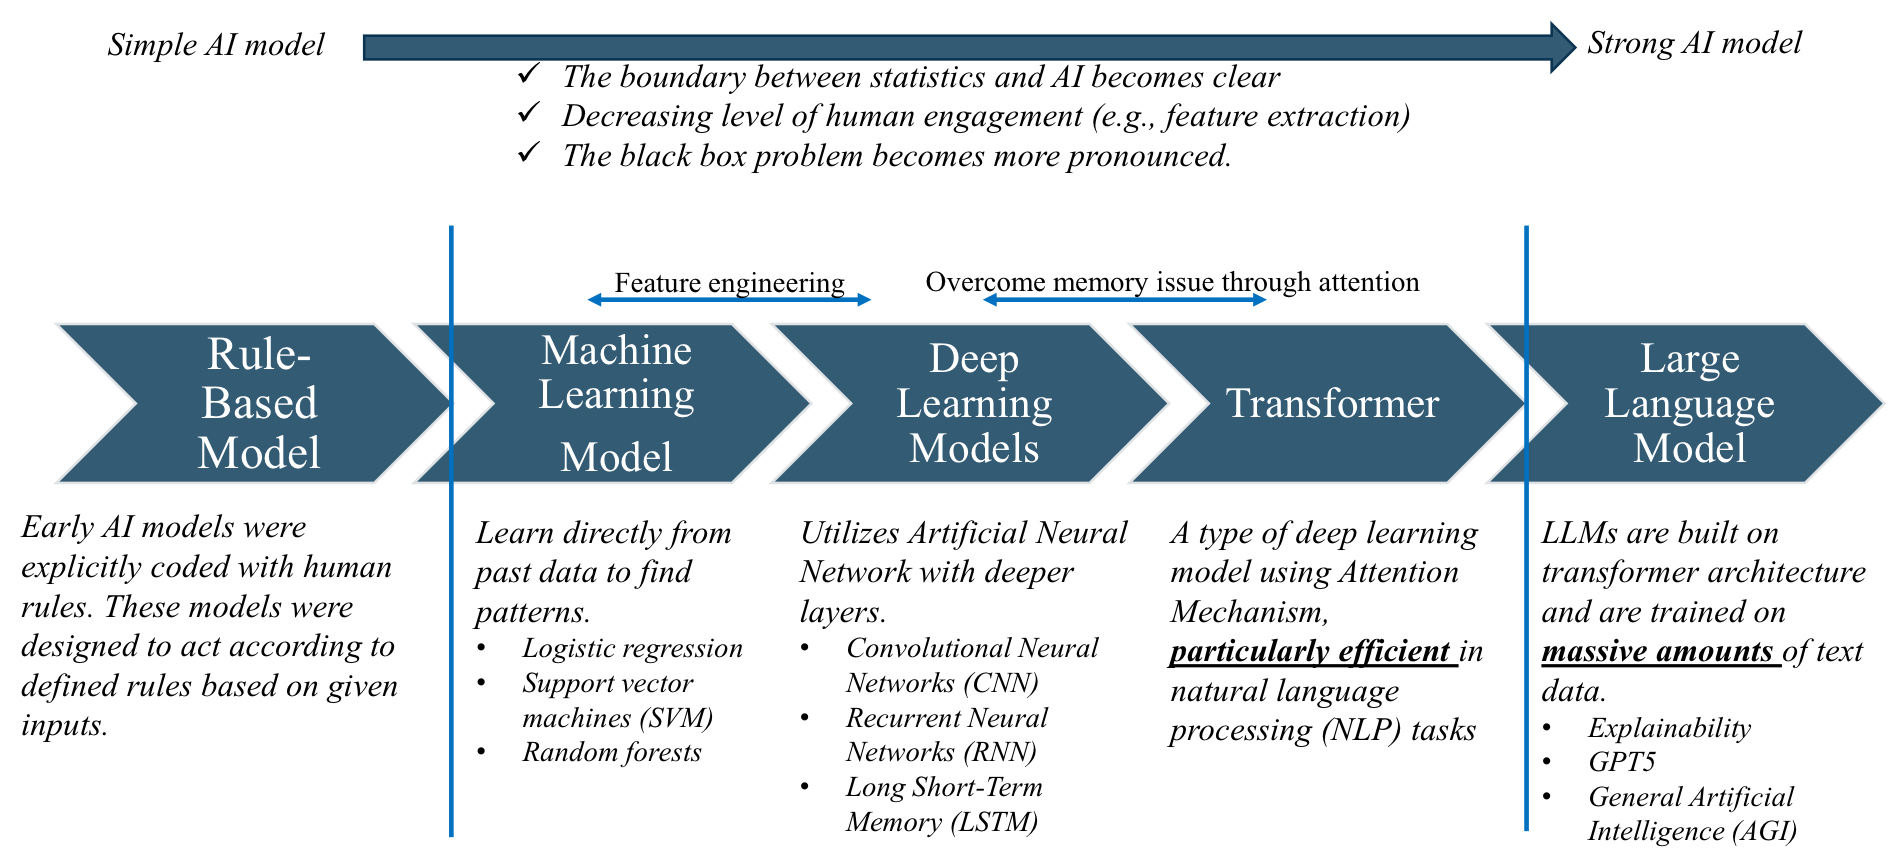 Simple AI model
Strong AI model
✓ The boundary between statistics and AI becomes clear
✓ Decreasing level of human engagement (e.g., feature extraction)
✓ The black box problem becomes more pronounced.
Feature engineering
Overcome memory issue through attention
Rule-
Based
Model
Machine
Learning
Model
Deep
Learning
Models
Transformer
Large
Language
Model
Early AI models were
explicitly coded with human
rules. These models were
designed to act according to
defined rules based on given
inputs.
Learn directly from
past data to find
patterns.
• Logistic regression
• Support vector
machines (SVM)
• Random forests
Utilizes Artificial Neural
Network with deeper
layers.
• Convolutional Neural
Networks (CNN)
• Recurrent Neural
Networks (RNN)
• Long Short-Term
Memory (LSTM)
A type of deep learning
model using Attention
Mechanism,
particularly efficient in
natural language
processing (NLP) tasks
LLMs are built on
transformer architecture
and are trained on
massive amounts of text
data.
• Explainability
• GPT5
• General Artificial
Intelligence (AGI)